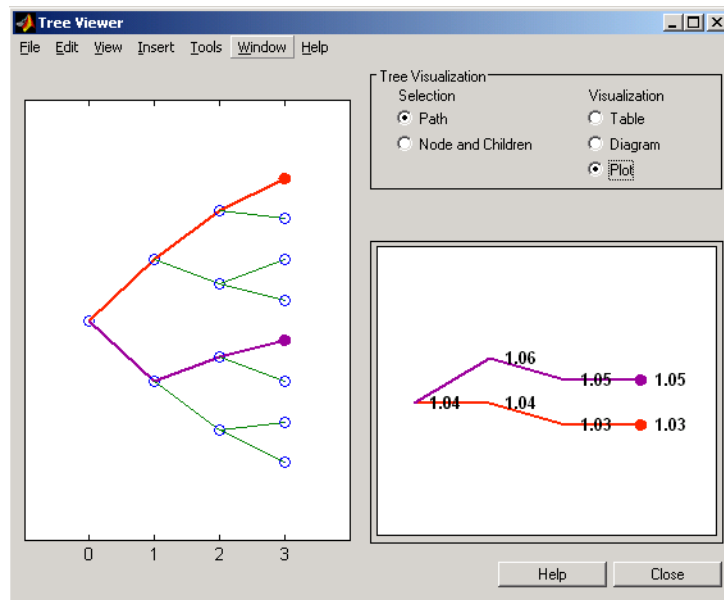 Tree Viewer
File Edit View Insert Tools Window Help
Tree Visualization
Selection
Visualization
Path
Table
Node and Children
Diagram
Plot
1.06
1.05
1.05
1.04
1.04
1.03
1.03
0 1 2 3
Help
Close